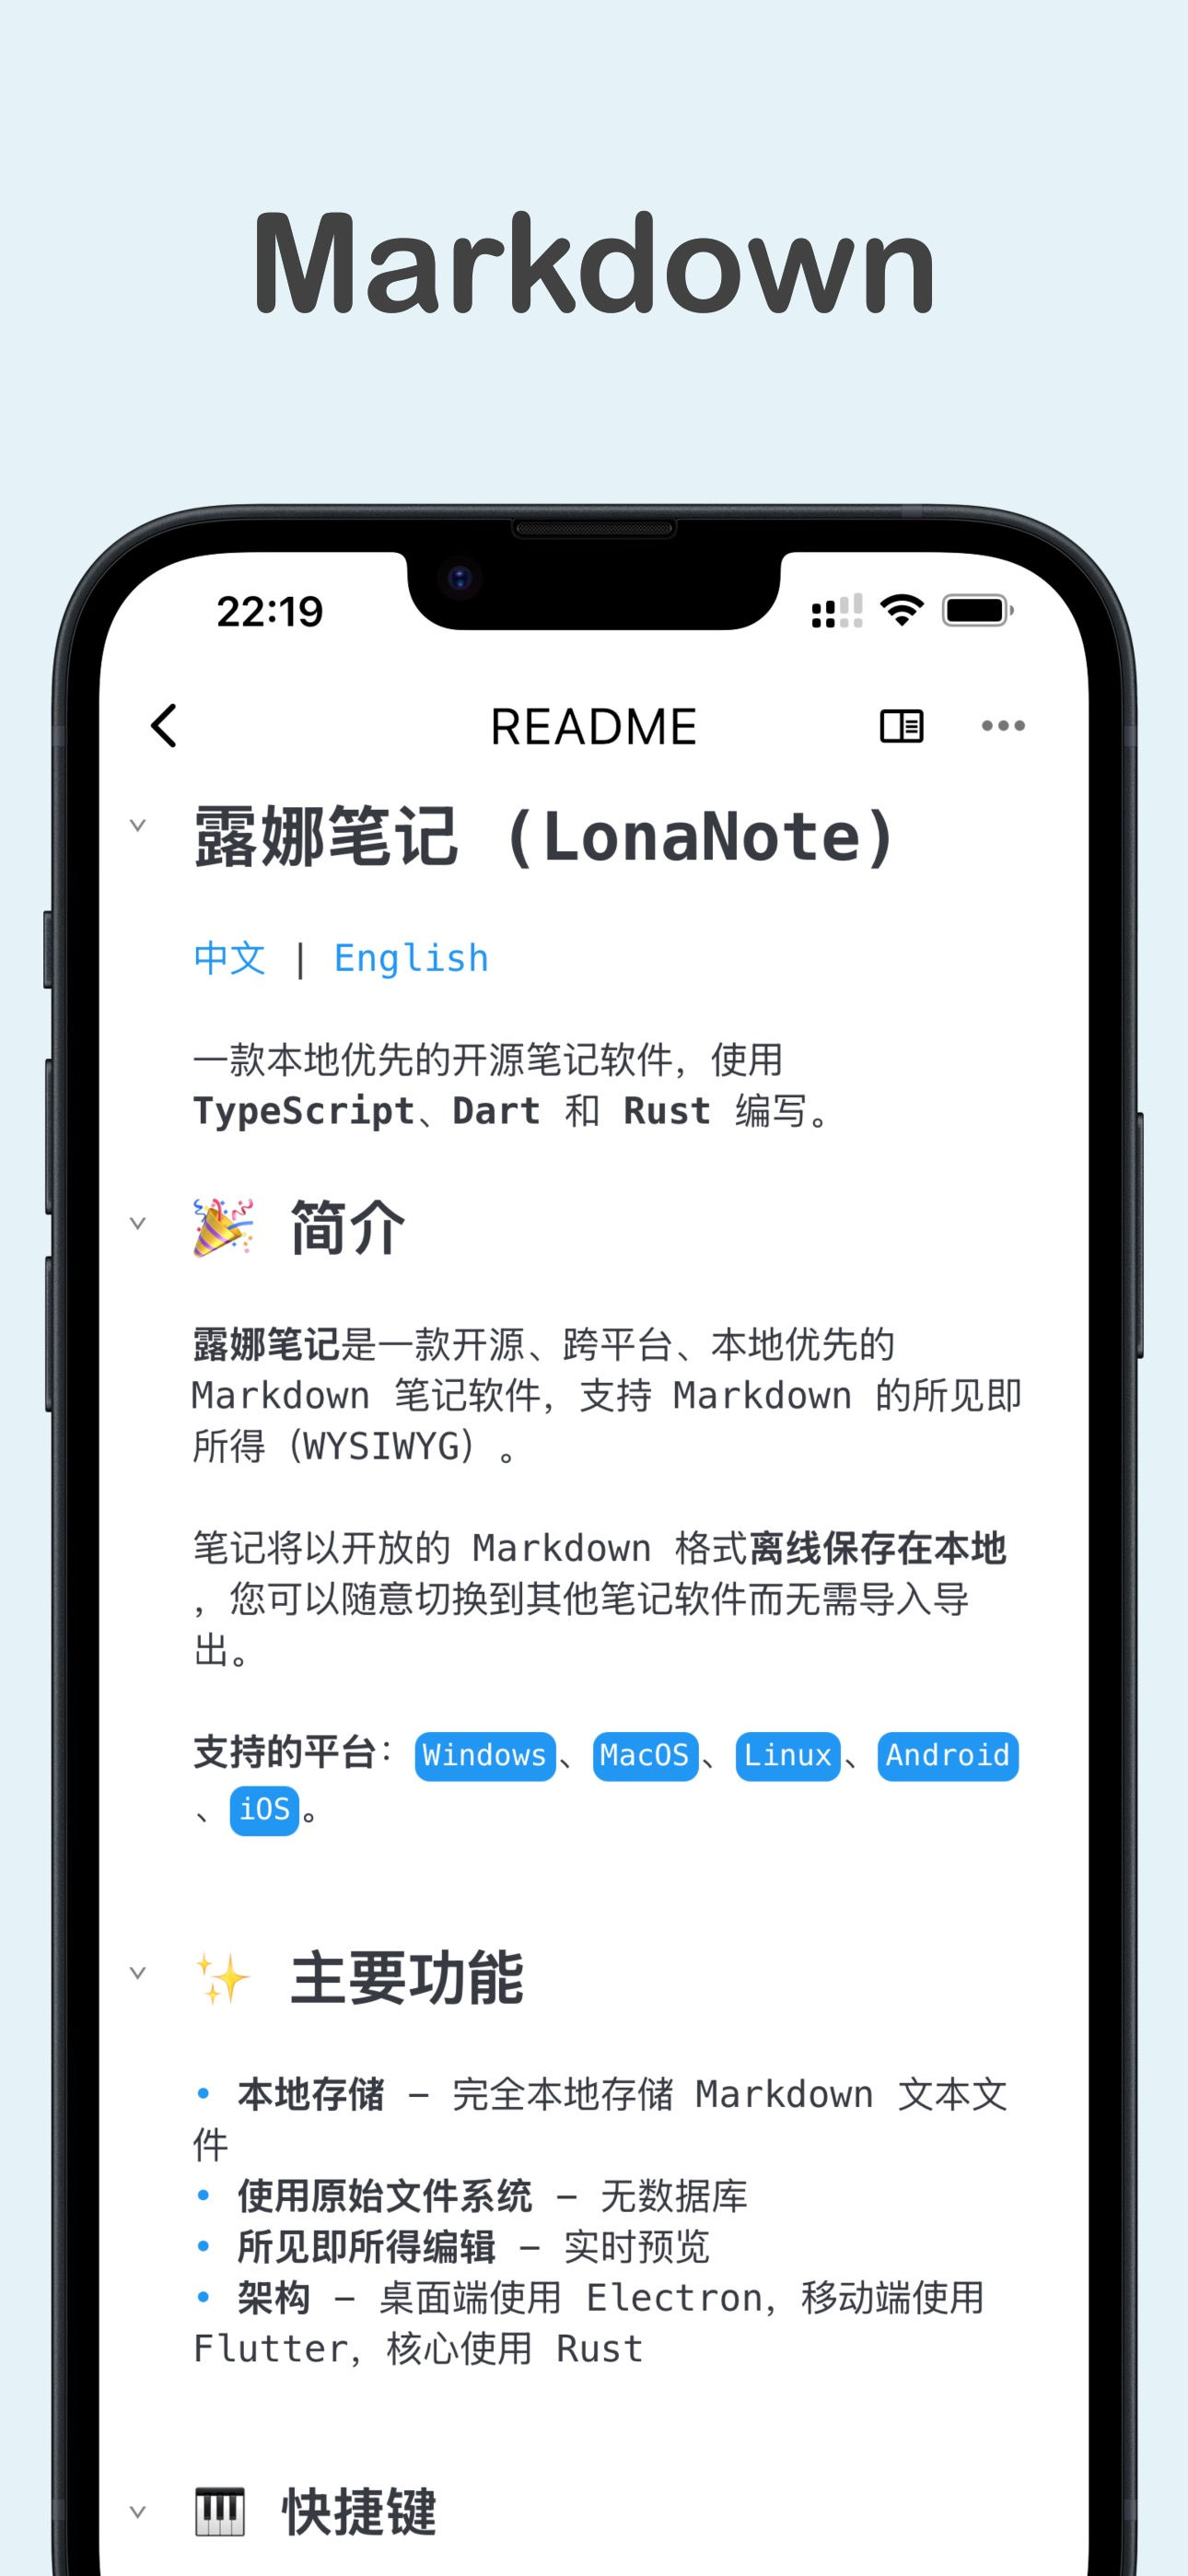 Markdown
22:19
README
露娜笔记 (LonaNote)
中文 | English
一款本地优先的开源笔记软件，使用
TypeScript、Dart 和 Rust 编写。
🎉 简介
露娜笔记是一款开源、跨平台、本地优先的
Markdown 笔记软件，支持 Markdown 的所见即
所得（WYSIWYG）。
笔记将以开放的 Markdown 格式离线保存在本地
，您可以随意切换到其他笔记软件而无需导入导
出。
支持的平台：Windows、MacOS、Linux、Android
、iOS。
✨ 主要功能
• 本地存储 – 完全本地存储 Markdown 文本文
件
• 使用原始文件系统 – 无数据库
• 所见即所得编辑 – 实时预览
• 架构 – 桌面端使用 Electron，移动端使用
Flutter，核心使用 Rust
🎹 快捷键